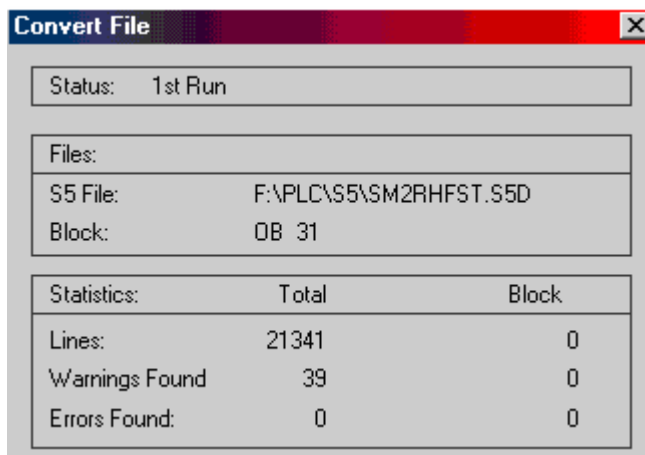 Convert File
Status: 1st Run
Files:
S5 File: F:\PLC\S5\SM2RHFST.S5D
Block: OB 31
Statistics: Total Block
Lines: 21341 0
Warnings Found 39 0
Errors Found: 0 0